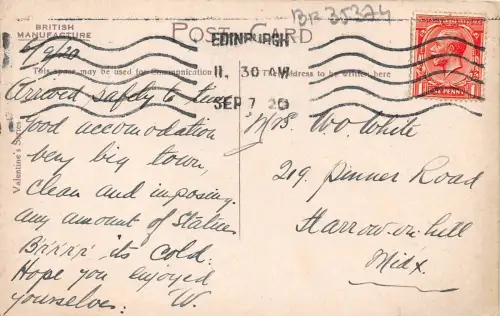 BRITISH
MANUFACTURE
POST CARD
BR 35324
6/9/20
EDINBURGH
11. 30 AM
SEP 7 20
This space may be used for communication
The Address to be written here
Valentine's Series
ONE PENNY
Arrived safely to time
Good accomodation
very big town,
clean and imposing.
any amount of Statues
Brrrr its cold.
Hope you enjoyed
yourselves. W.
Mrs W. White
219. Pinner Road
Harrow-on-hill
Midx.